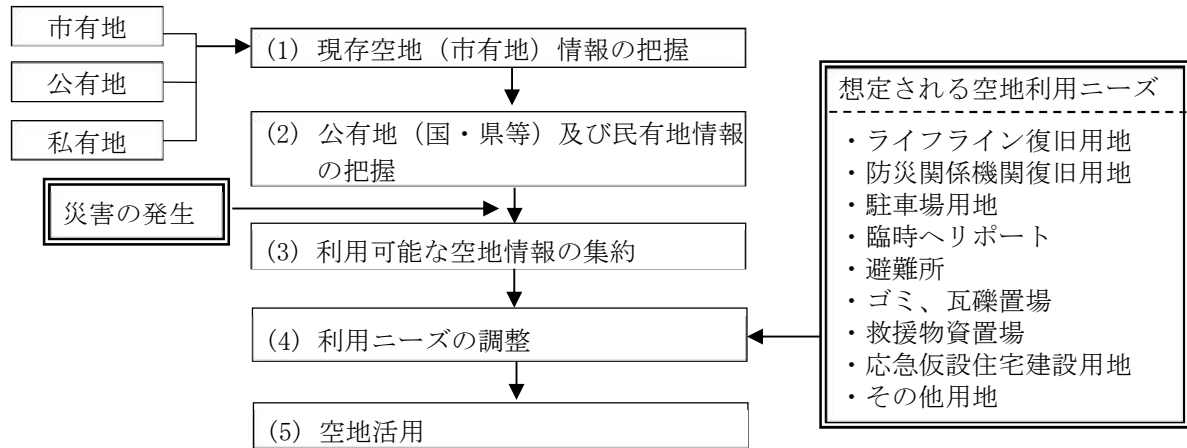 市有地
公有地
私有地
(1) 現存空地（市有地）情報の把握
(2) 公有地（国・県等）及び民有地情報
の把握
災害の発生
(3) 利用可能な空地情報の集約
(4) 利用ニーズの調整
(5) 空地活用
想定される空地利用ニーズ
・ライフライン復旧用地
・防災関係機関復旧用地
・駐車場用地
・臨時ヘリポート
・避難所
・ゴミ、瓦礫置場
・救援物資置場
・応急仮設住宅建設用地
・その他用地